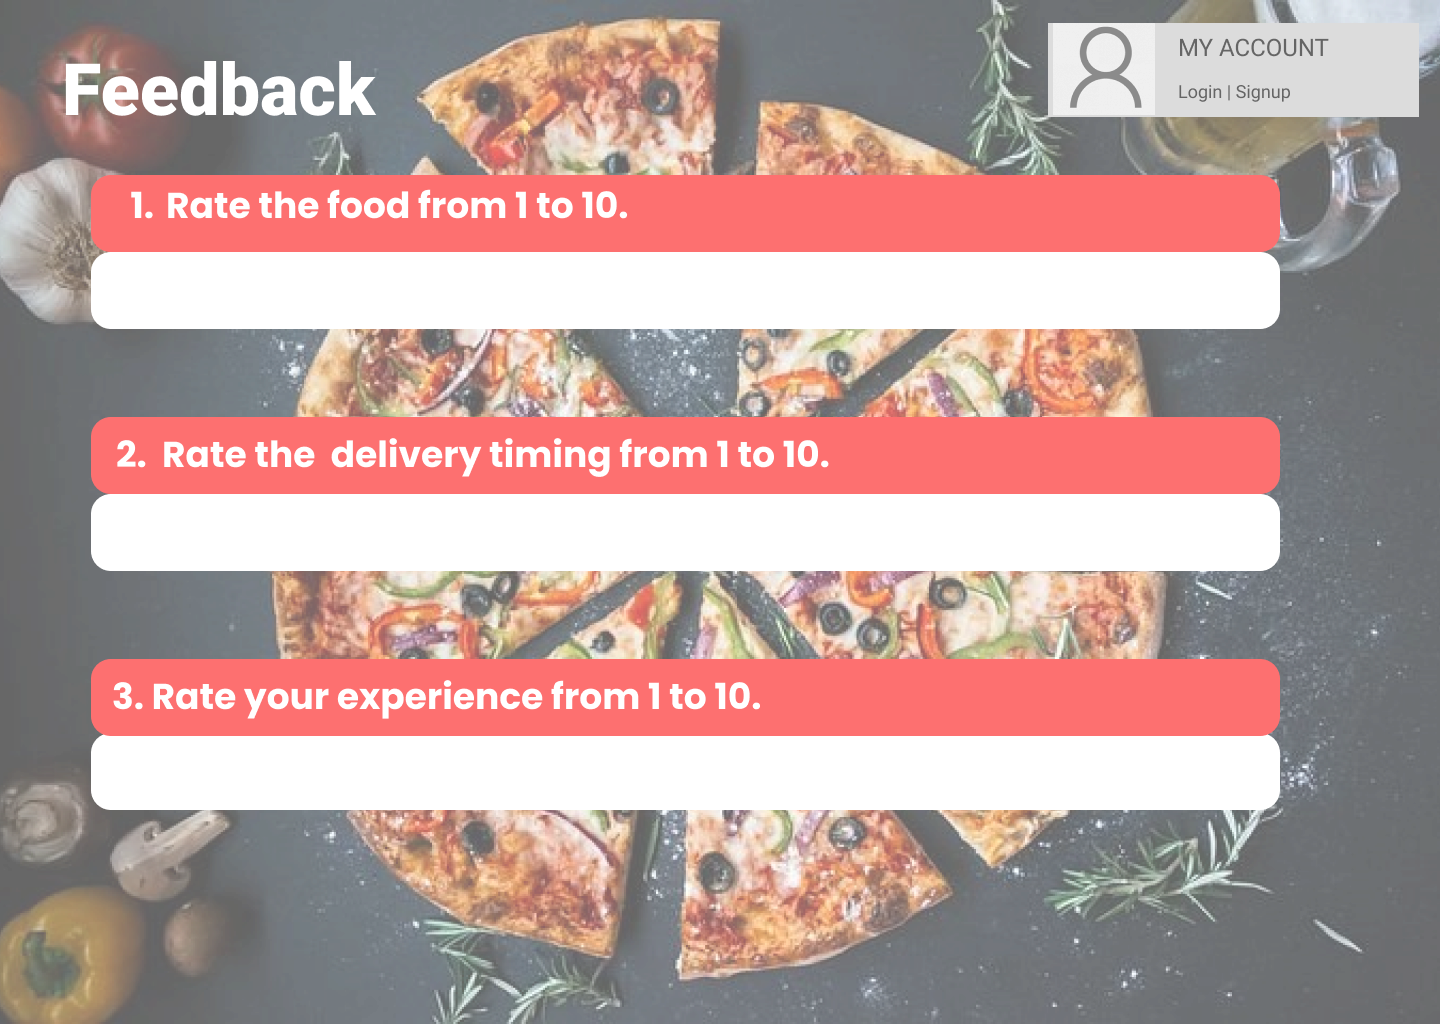 Feedback
MY ACCOUNT
Login | Signup
1. Rate the food from 1 to 10.
2. Rate the delivery timing from 1 to 10.
3. Rate your experience from 1 to 10.